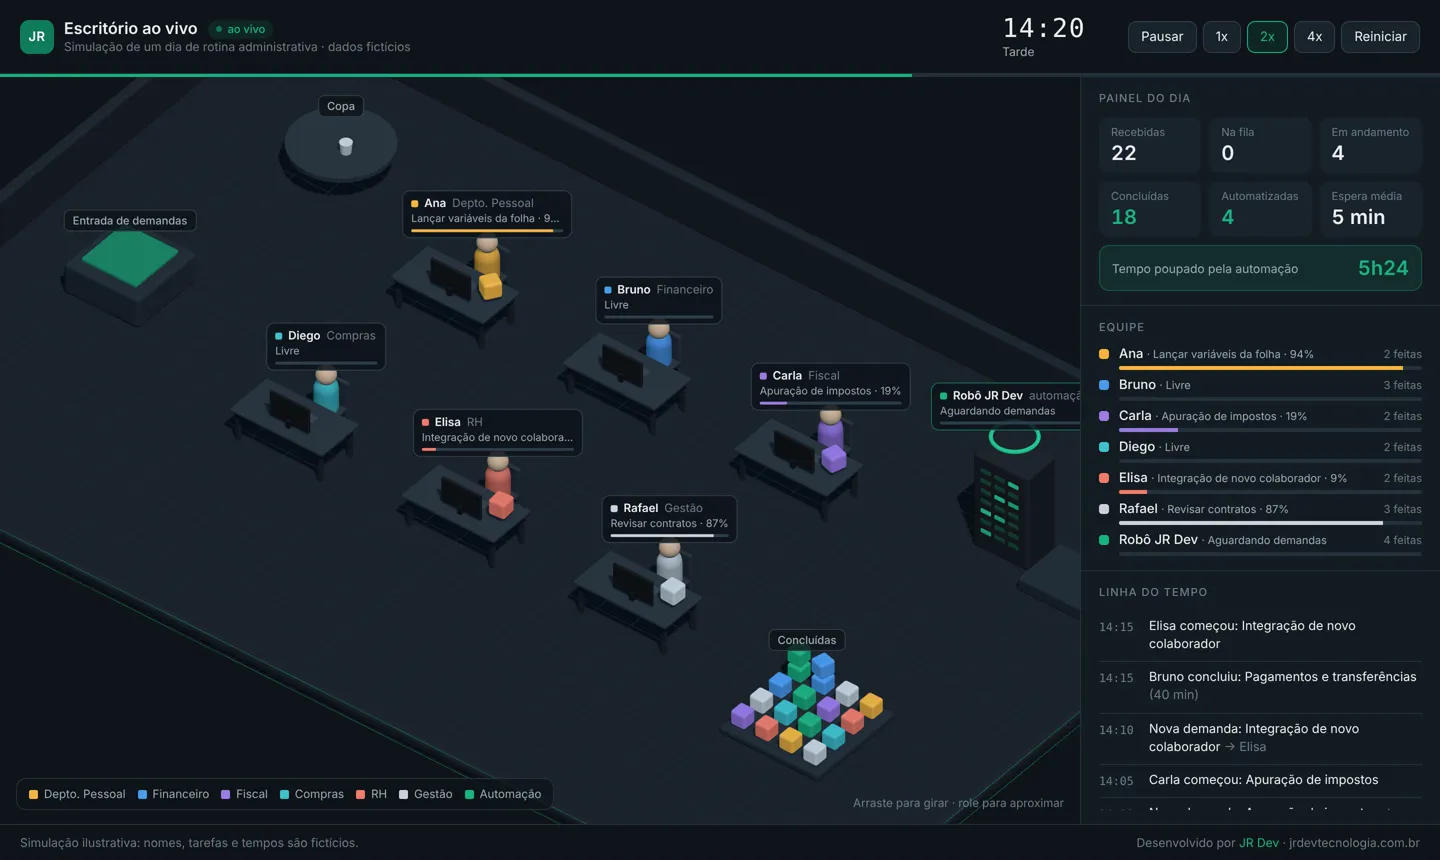 JR
Escritório ao vivo
ao vivo
Simulação de um dia de rotina administrativa · dados fictícios
14:20
Tarde
Pausar
1x
2x
4x
Reiniciar
Copa
Entrada de demandas
Ana Depto. Pessoal
Lançar variáveis da folha · 9...
Bruno Financeiro
Livre
Diego Compras
Livre
Carla Fiscal
Apuração de impostos · 19%
Robô JR Dev automaçã
Aguardando demandas
Elisa RH
Integração de novo colabora...
Rafael Gestão
Revisar contratos · 87%
Concluídas
Depto. Pessoal
Financeiro
Fiscal
Compras
RH
Gestão
Automação
Arraste para girar · role para aproximar
PAINEL DO DIA
Recebidas
22
Na fila
0
Em andamento
4
Concluídas
18
Automatizadas
4
Espera média
5 min
Tempo poupado pela automação
5h24
EQUIPE
Ana · Lançar variáveis da folha · 94% 2 feitas
Bruno · Livre 3 feitas
Carla · Apuração de impostos · 19% 2 feitas
Diego · Livre 2 feitas
Elisa · Integração de novo colaborador · 9% 2 feitas
Rafael · Revisar contratos · 87% 3 feitas
Robô JR Dev · Aguardando demandas 4 feitas
LINHA DO TEMPO
14:15 Elisa começou: Integração de novo
colaborador
14:15 Bruno concluiu: Pagamentos e transferências
(40 min)
14:10 Nova demanda: Integração de novo
colaborador → Elisa
14:05 Carla começou: Apuração de impostos
Simulação ilustrativa: nomes, tarefas e tempos são fictícios.
Desenvolvido por JR Dev · jrdevtecnologia.com.br